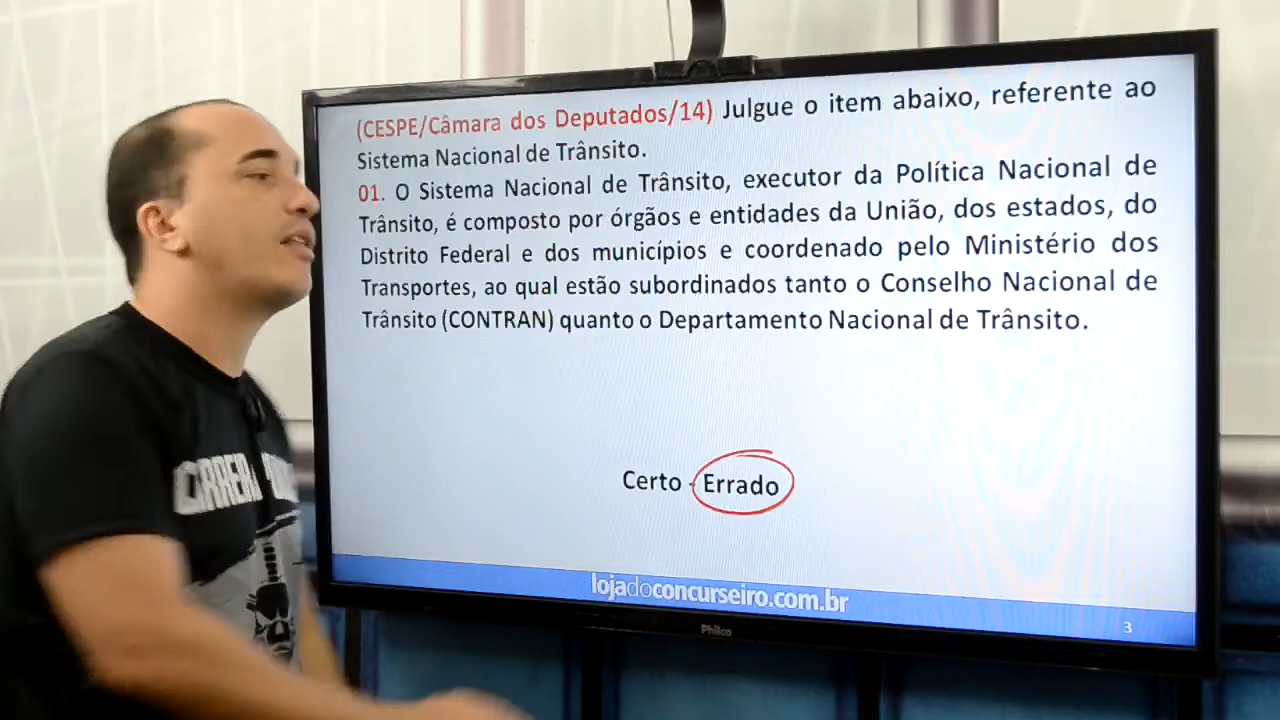 (CESPE/Câmara dos Deputados/14) Julgue o item abaixo, referente ao
Sistema Nacional de Trânsito.
01. O Sistema Nacional de Trânsito, executor da Política Nacional de
Trânsito, é composto por órgãos e entidades da União, dos estados, do
Distrito Federal e dos municípios e coordenado pelo Ministério dos
Transportes, ao qual estão subordinados tanto o Conselho Nacional de
Trânsito (CONTRAN) quanto o Departamento Nacional de Trânsito.
Certo - Errado
lojadoconcurseiro.com.br
3
Philco